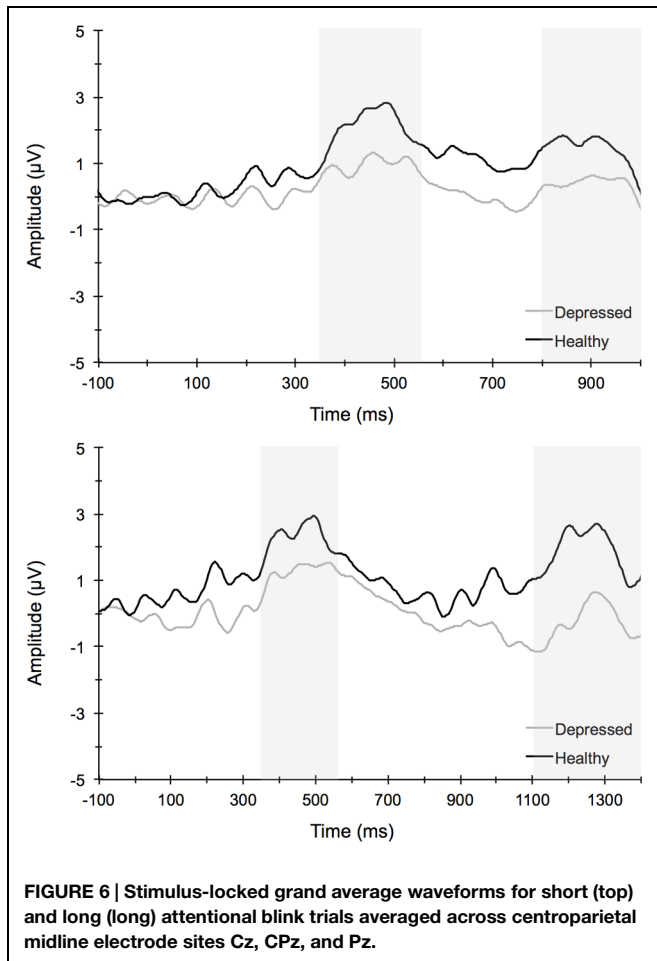 5
3
1
-1
-3
-5
Amplitude (µV)
Depressed
Healthy
-100 100 300 500 700 900
Time (ms)
5
3
1
-1
-3
-5
Amplitude (µV)
Depressed
Healthy
-100 100 300 500 700 900 1100 1300
Time (ms)
FIGURE 6 | Stimulus-locked grand average waveforms for short (top)
and long (long) attentional blink trials averaged across centroparietal
midline electrode sites Cz, CPz, and Pz.